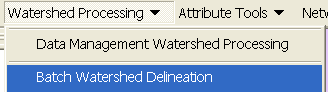 Watershed Processing ▼ Attribute Tools ▼
Data Management Watershed Processing
Batch Watershed Delineation